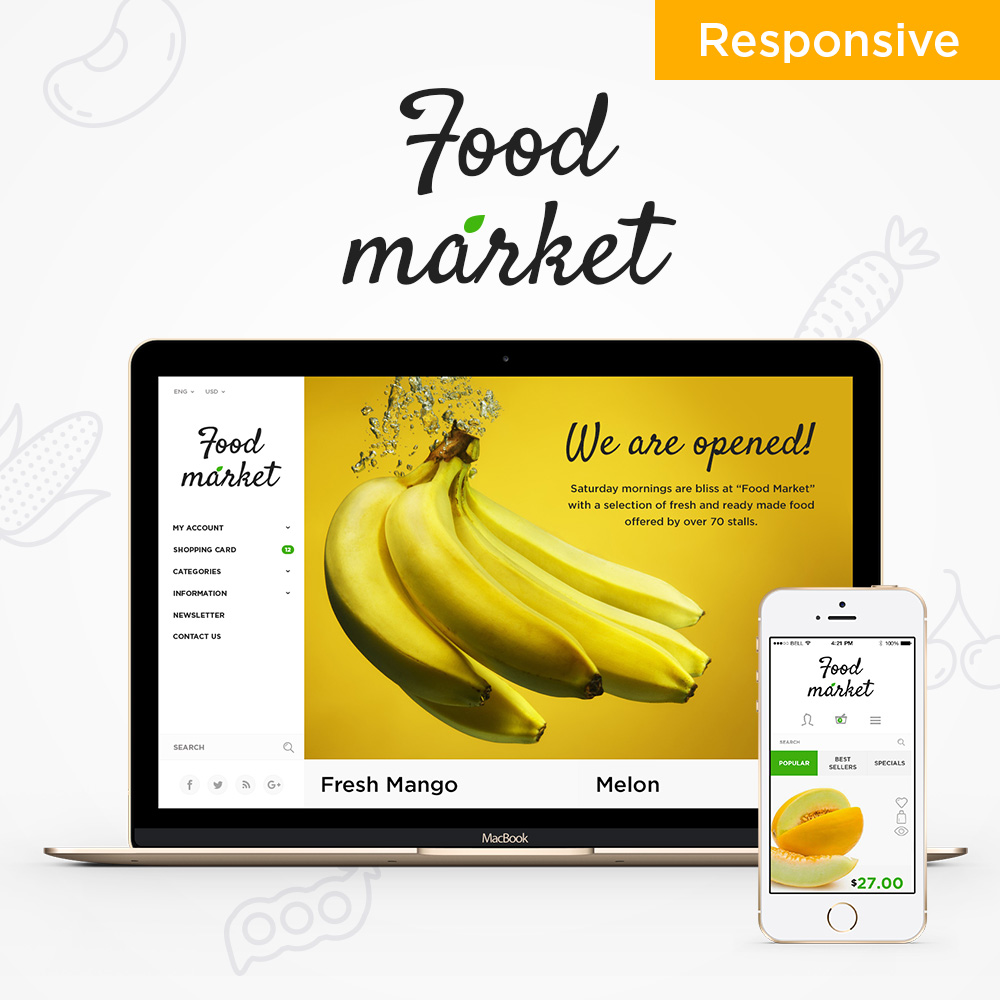 Responsive
Food
market
ENG USD
Food
market
MY ACCOUNT
SHOPPING CARD 12
CATEGORIES
INFORMATION
NEWSLETTER
CONTACT US
SEARCH
f G+
We are opened!
Saturday mornings are bliss at “Food Market”
with a selection of fresh and ready made food
offered by over 70 stalls.
Fresh Mango
Melon
MacBook
BELL 4:21 PM 100%
Food
market
SEARCH
POPULAR
BEST
SELLERS
SPECIALS
$27.00